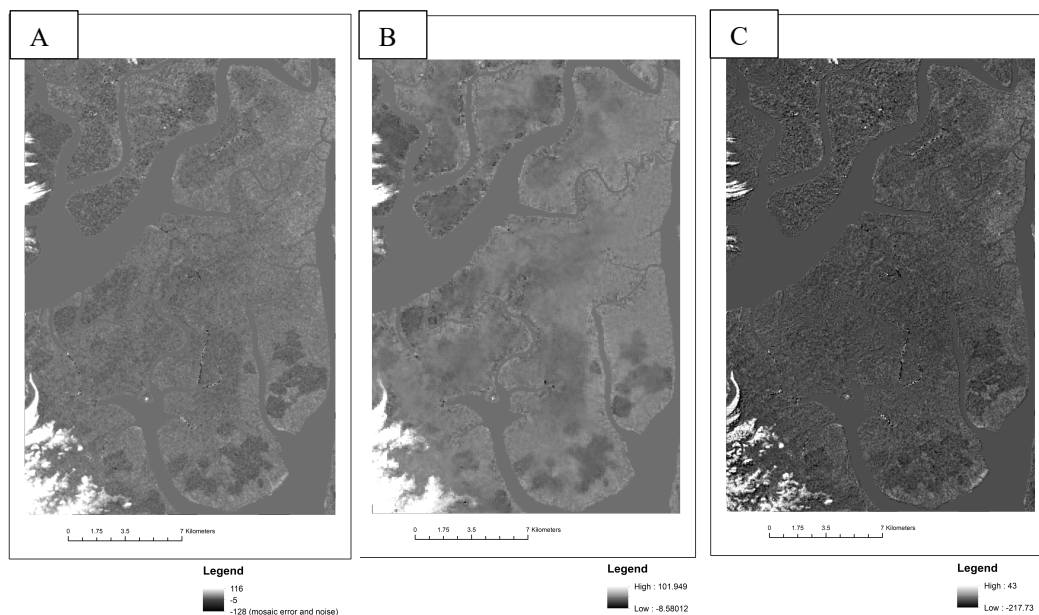 A
B
C
0 1.75 3.5 7 Kilometers
0 1.75 3.5 7 Kilometers
0 1.75 3.5 7 Kilometers
Legend
116
-5
-128 (mosaic error and noise)
Legend
High : 101.949
Low : -8.58012
Legend
High : 43
Low : -217.73